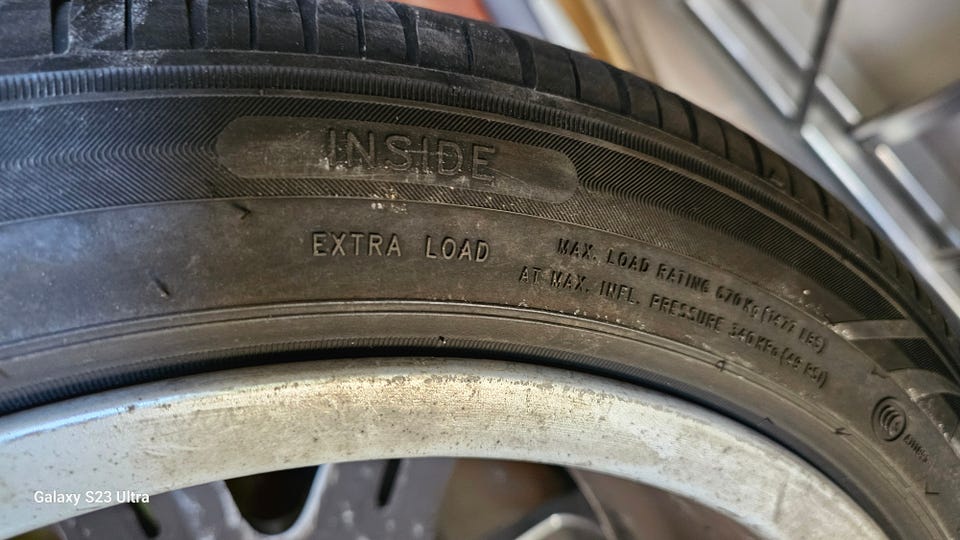 INSIDE
EXTRA LOAD
MAX. LOAD RATING 670 KG (1477 LBS)
AT MAX. INFL. PRESSURE 340 KPA (49 PSI)
Galaxy S23 Ultra